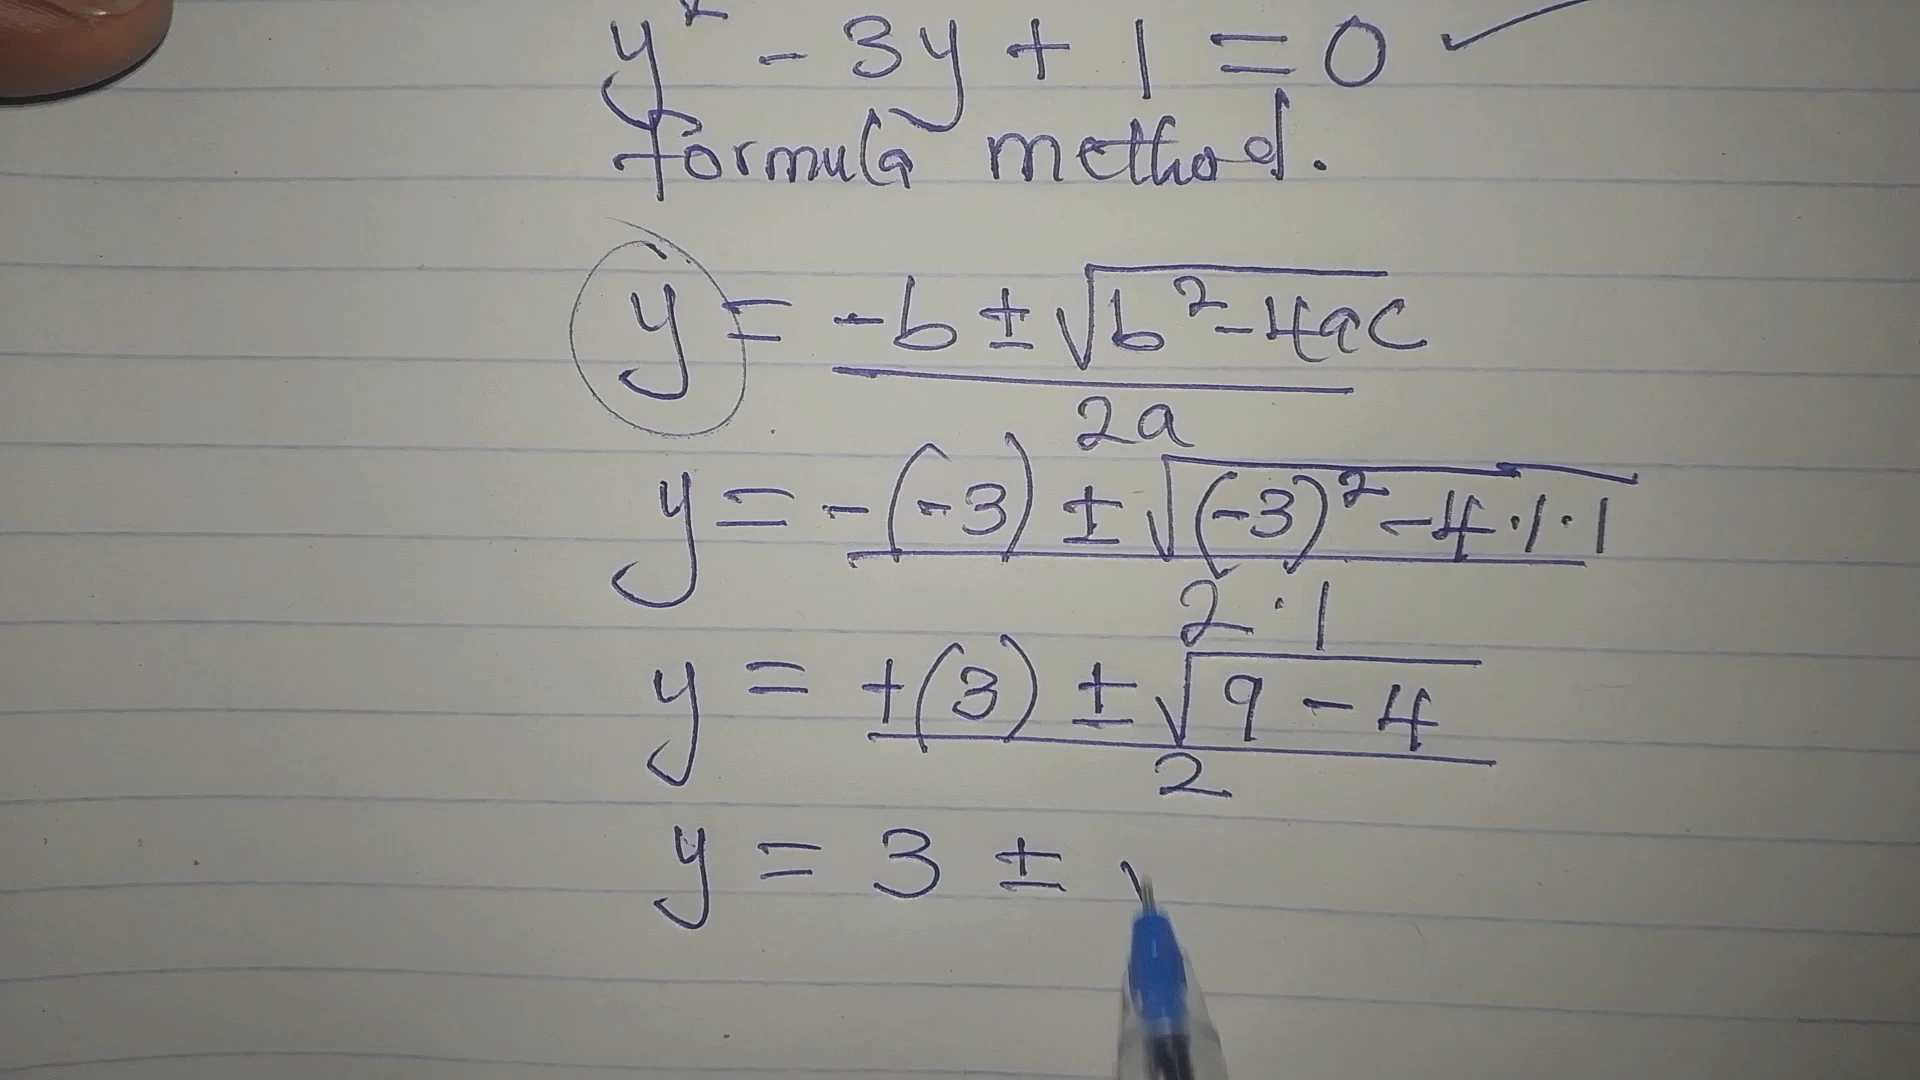 y² - 3y + 1 = 0 ✓
formula method.
y = -b ± √b² - 4ac
2a
y = -(-3) ± √(-3)² - 4·1·1
2·1
y = +(3) ± √9 - 4
2
y = 3 ±